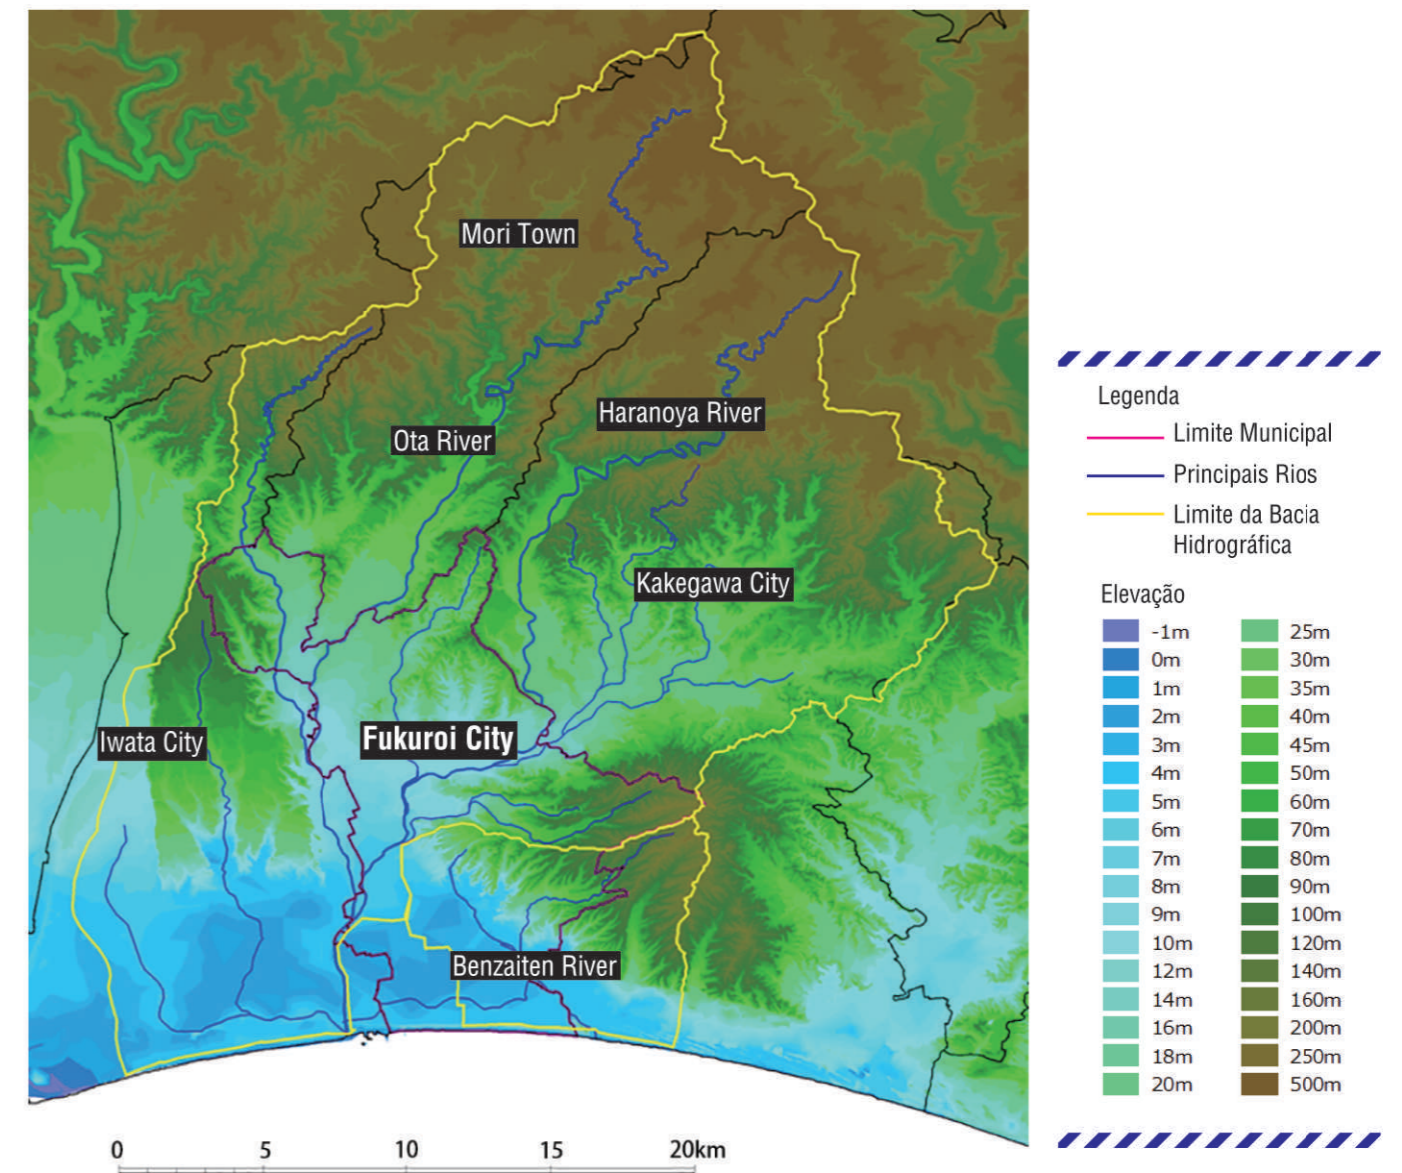 Mori Town
Haranoya River
Ota River
Kakegawa City
Fukuroi City
Iwata City
Benzaiten River
0 5 10 15 20km
Legenda
Limite Municipal
Principais Rios
Limite da Bacia
Hidrográfica
Elevação
-1m
0m
1m
2m
3m
4m
5m
6m
7m
8m
9m
10m
12m
14m
16m
18m
20m
25m
30m
35m
40m
45m
50m
60m
70m
80m
90m
100m
120m
140m
160m
200m
250m
500m